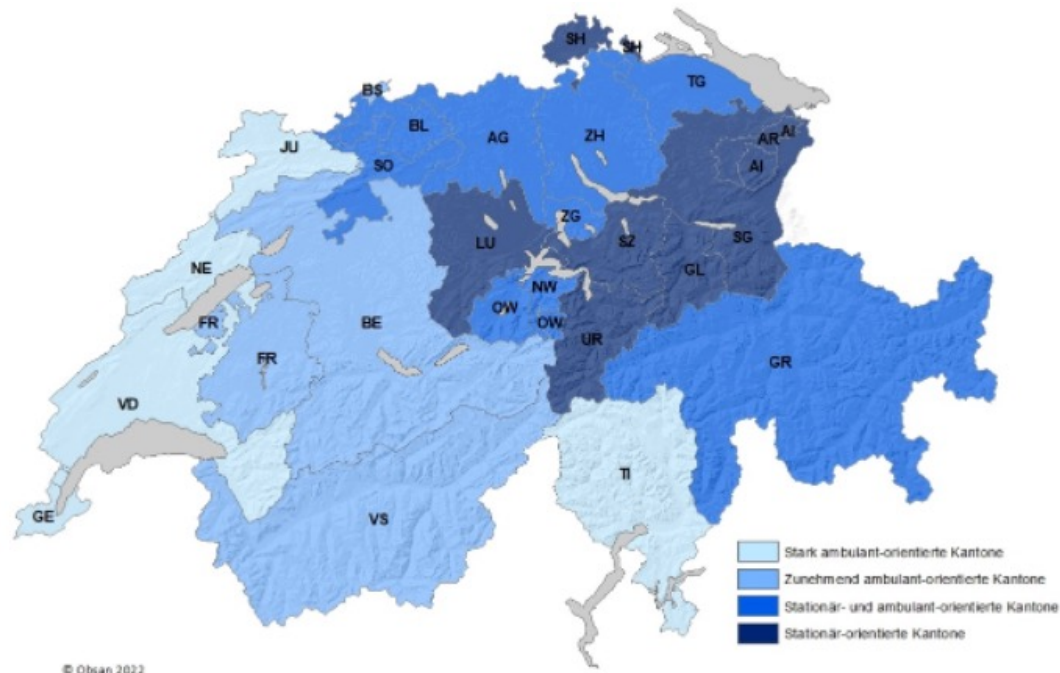 SH
SH
TG
BS
BL
AG
ZH
AR
AI
AI
JU
SO
ZG
LU
SZ
SG
NE
GL
NW
OW
OW
FR
BE
UR
FR
GR
VD
TI
GE
VS
Stark ambulant-orientierte Kantone
Zunehmend ambulant-orientierte Kantone
Stationär- und ambulant-orientierte Kantone
Stationär-orientierte Kantone
© Obsan 2022